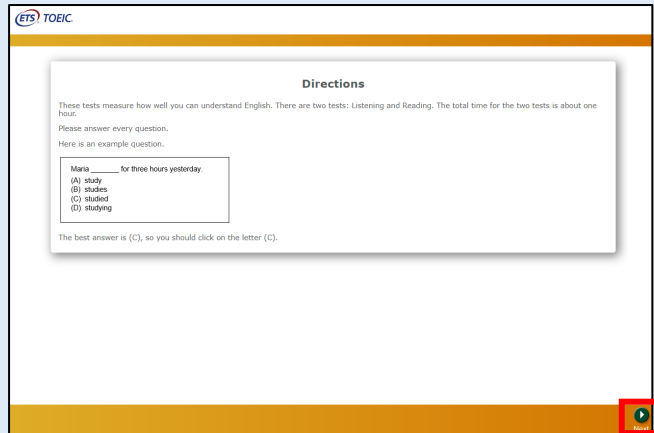 ETS TOEIC.
Directions
These tests measure how well you can understand English. There are two tests: Listening and Reading. The total time for the two tests is about one
hour.
Please answer every question.
Here is an example question.
Maria _______ for three hours yesterday.
(A) study
(B) studies
(C) studied
(D) studying
The best answer is (C), so you should click on the letter (C).
Next